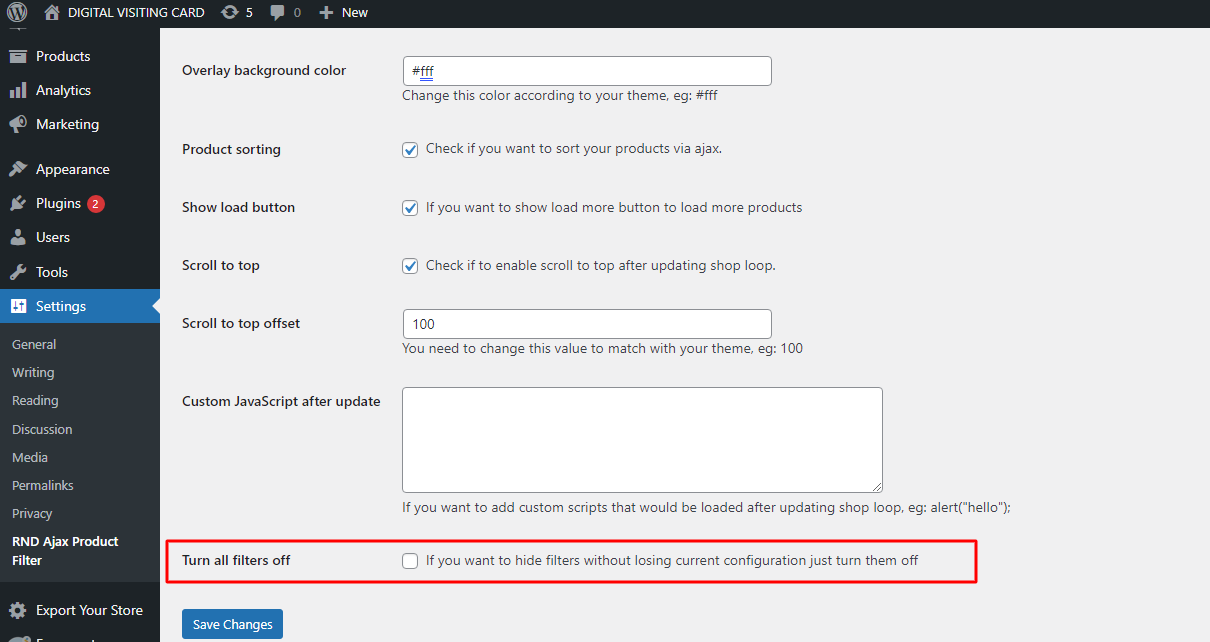 DIGITAL VISITING CARD 5 0 New
Products
Analytics
Marketing
Appearance
Plugins 2
Users
Tools
Settings
General
Writing
Reading
Discussion
Media
Permalinks
Privacy
RND Ajax Product
Filter
Export Your Store
Overlay background color
#fff
Change this color according to your theme, eg: #fff
Product sorting
Check if you want to sort your products via ajax.
Show load button
If you want to show load more button to load more products
Scroll to top
Check if to enable scroll to top after updating shop loop.
Scroll to top offset
100
You need to change this value to match with your theme, eg: 100
Custom JavaScript after update
If you want to add custom scripts that would be loaded after updating shop loop, eg: alert("hello");
Turn all filters off
If you want to hide filters without losing current configuration just turn them off
Save Changes